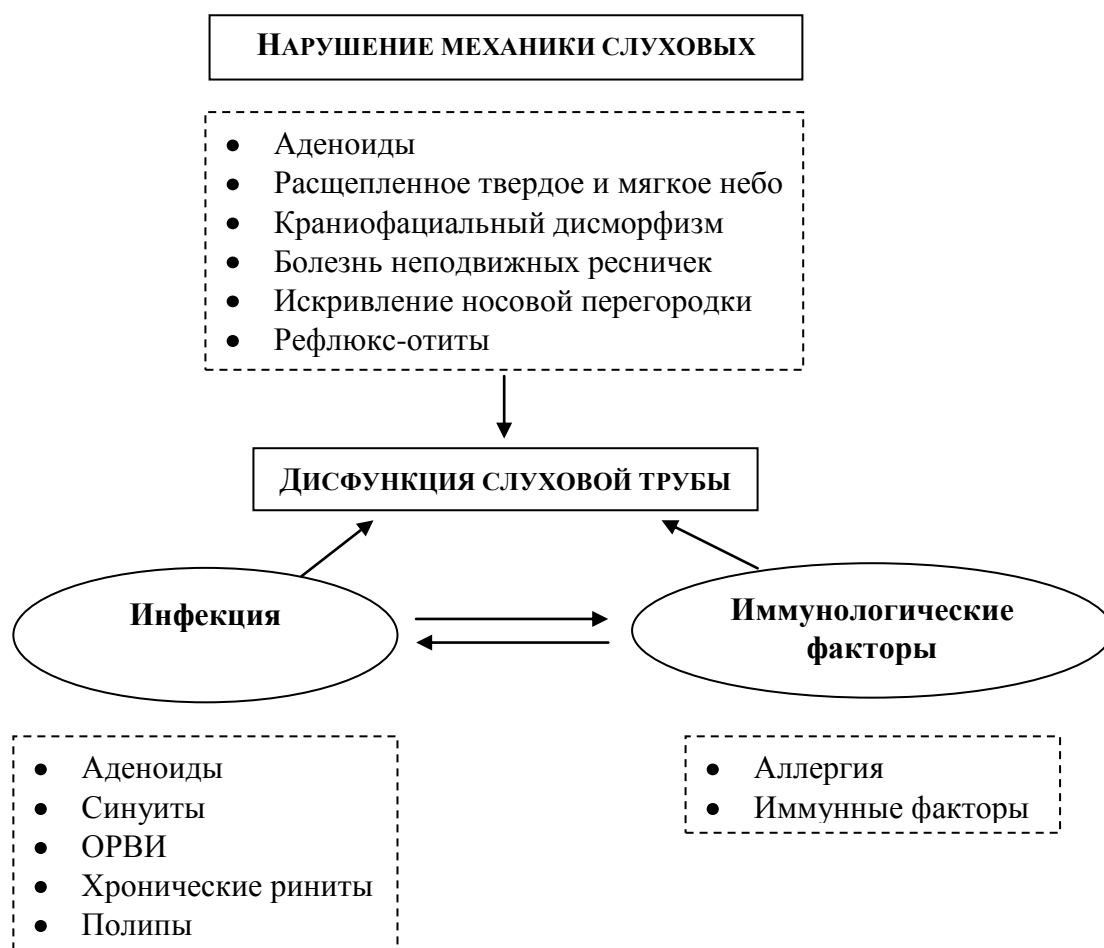 НАРУШЕНИЕ МЕХАНИКИ СЛУХОВЫХ
• Аденоиды
• Расщепленное твердое и мягкое небо
• Краниофациальный дисморфизм
• Болезнь неподвижных ресничек
• Искривление носовой перегородки
• Рефлюкс-отиты
ДИСФУНКЦИЯ СЛУХОВОЙ ТРУБЫ
Инфекция
Иммунологические
факторы
• Аденоиды
• Синуиты
• ОРВИ
• Хронические риниты
• Полипы
• Аллергия
• Иммунные факторы